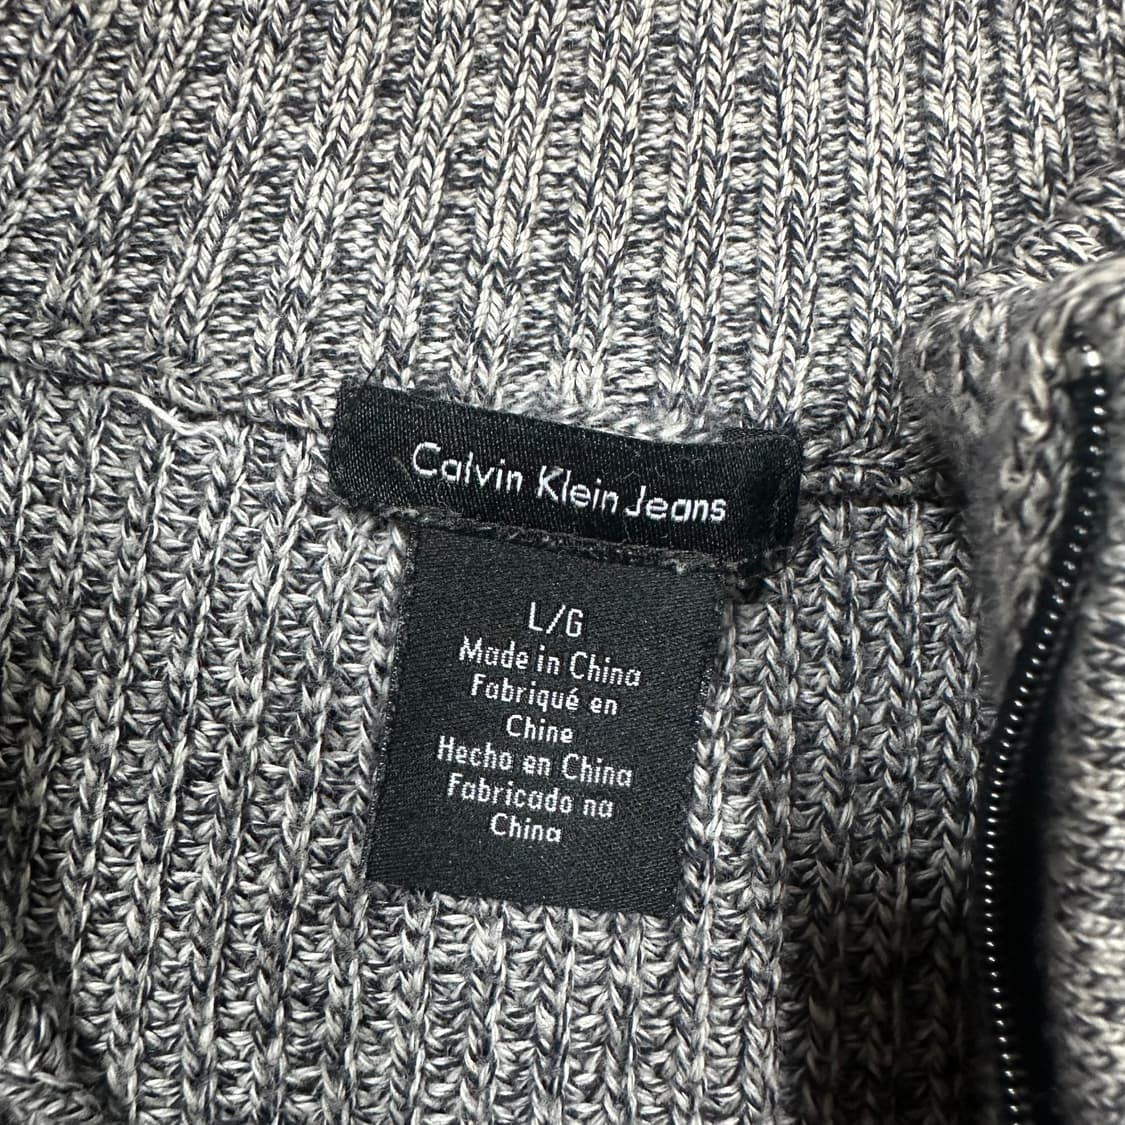 Calvin Klein Jeans
L/G
Made in China
Fabriqué en
Chine
Hecho en China
Fabricado na
China